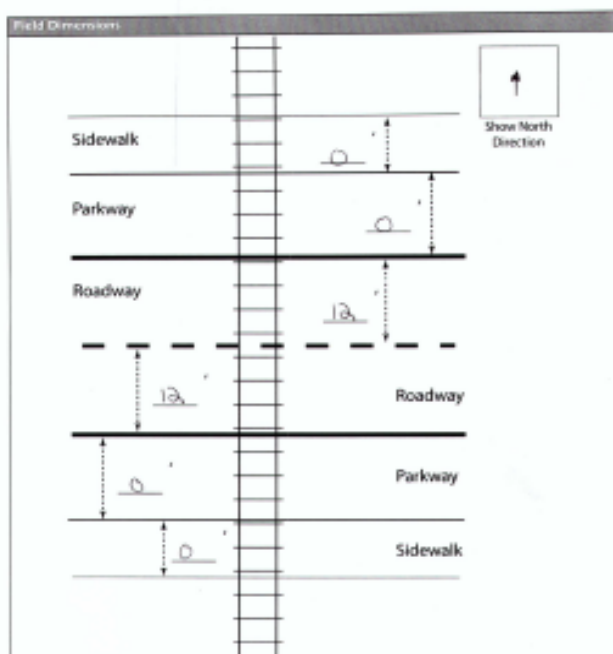 Field Dimensions
Show North
Direction
Sidewalk
0'
Parkway
0'
Roadway
12'
12'
Roadway
0'
Parkway
0'
Sidewalk